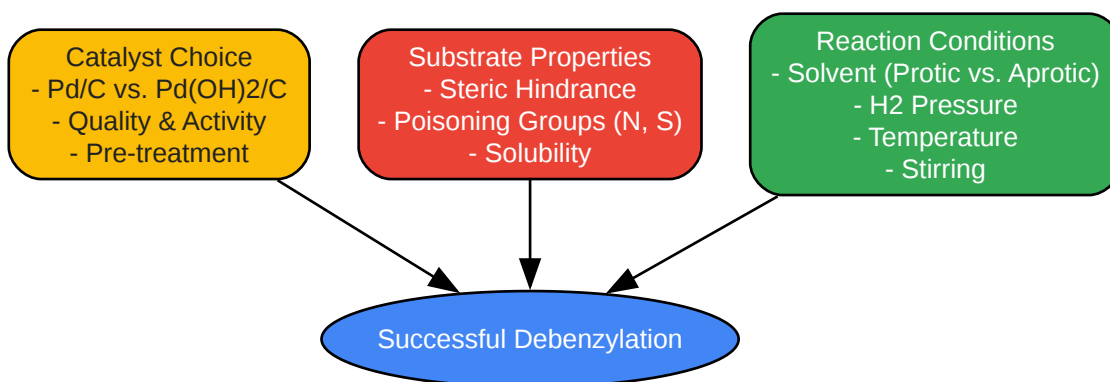 Catalyst Choice
- Pd/C vs. Pd(OH)2/C
- Quality & Activity
- Pre-treatment
Substrate Properties
- Steric Hindrance
- Poisoning Groups (N, S)
- Solubility
Reaction Conditions
- Solvent (Protic vs. Aprotic)
- H2 Pressure
- Temperature
- Stirring
Successful Debenzylation